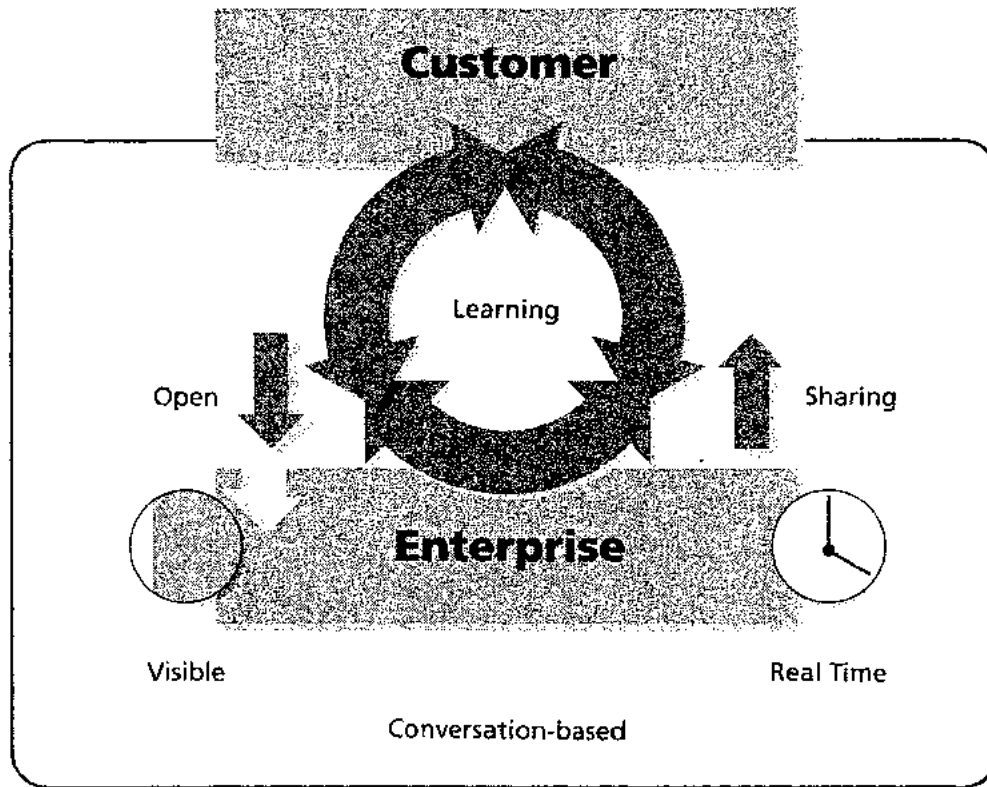 Customer
Learning
Open
Sharing
Enterprise
Visible
Real Time
Conversation-based